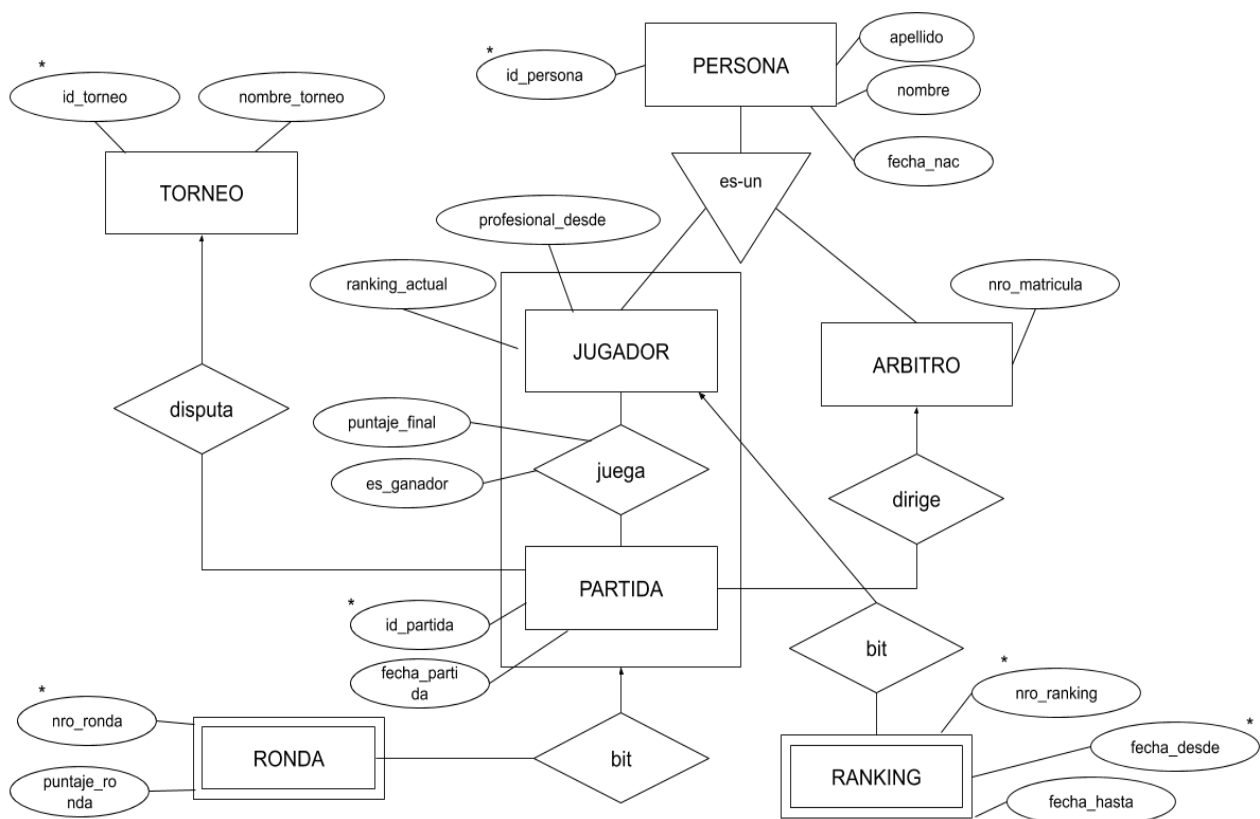 *
id_torneo
nombre_torneo
TORNEO
*
id_persona
PERSONA
apellido
nombre
fecha_nac
es-un
profesional_desde
ranking_actual
JUGADOR
nro_matricula
ARBITRO
disputa
puntaje_final
es_ganador
juega
dirige
PARTIDA
*
id_partida
fecha_parti
da
bit
*
nro_ranking
fecha_desde
*
fecha_hasta
RANKING
*
nro_ronda
puntaje_ro
nda
RONDA
bit